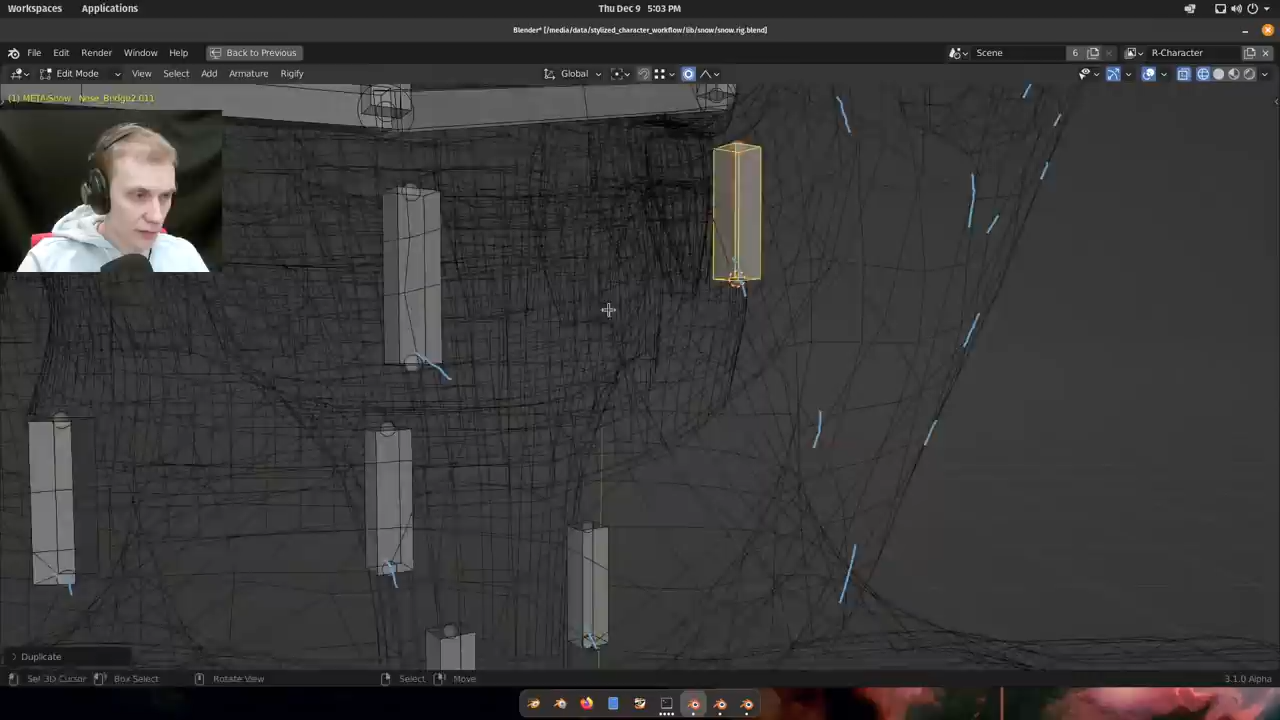 Workspaces Applications Thu Dec 9 5:03 PM
Blender* [/media/data/stylized_character_workflow/lib/snow/snow.rig.blend]
File Edit Render Window Help Back to Previous Scene 6 R-Character
Edit Mode View Select Add Armature Rigify Global
(1) META-Snow : Nose_Bridge2.011
Duplicate
Set 3D Cursor Box Select Rotate View Select Move 3.1.0 Alpha